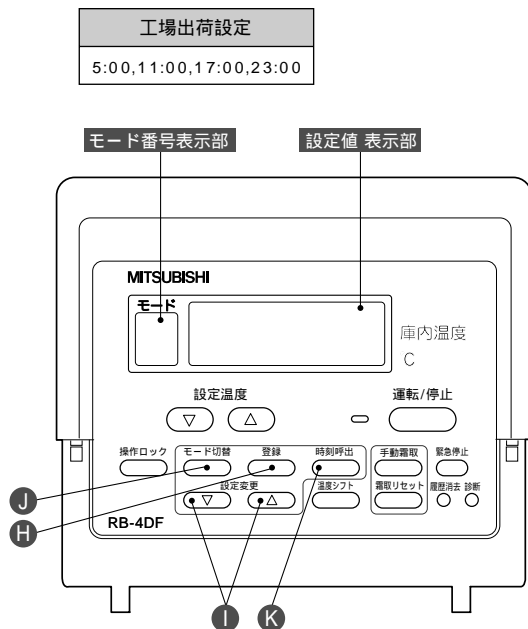 工場出荷設定
5:00,11:00,17:00,23:00
モード番号表示部
設定値 表示部
MITSUBISHI
モード
庫内温度
C
設定温度
運転/停止
▽ △
操作ロック
モード切替
登録
時刻呼出
手動霜取
緊急停止
設定変更
▽ △
温度シフト
霜取リセット
履歴消去 診断
RB-4DF
J
H
I
K